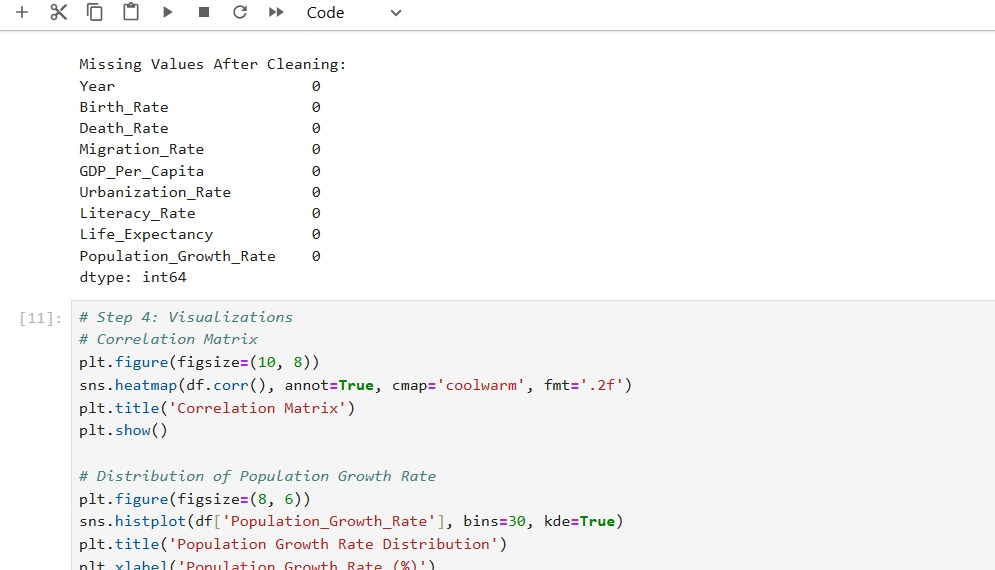 Code
Missing Values After Cleaning:
Year 0
Birth_Rate 0
Death_Rate 0
Migration_Rate 0
GDP_Per_Capita 0
Urbanization_Rate 0
Literacy_Rate 0
Life_Expectancy 0
Population_Growth_Rate 0
dtype: int64
[11]: # Step 4: Visualizations
# Correlation Matrix
plt.figure(figsize=(10, 8))
sns.heatmap(df.corr(), annot=True, cmap='coolwarm', fmt='.2f')
plt.title('Correlation Matrix')
plt.show()
# Distribution of Population Growth Rate
plt.figure(figsize=(8, 6))
sns.histplot(df['Population_Growth_Rate'], bins=30, kde=True)
plt.title('Population Growth Rate Distribution')
plt.xlabel('Population Growth Rate (%)')